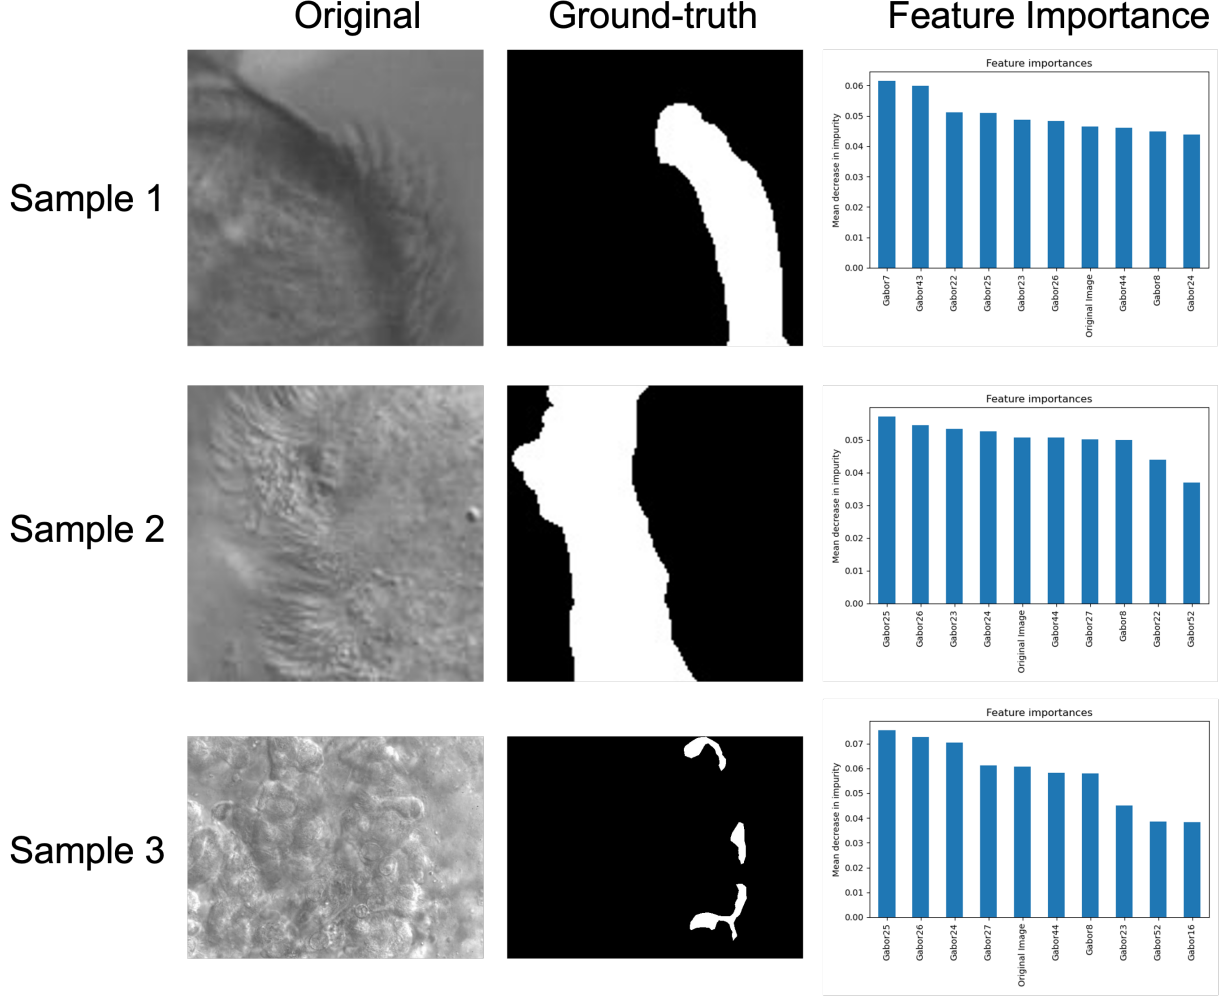 Original Ground-truth Feature Importance
Sample 1
Feature importances
Mean decrease in impurity
0.06
0.05
0.04
0.03
0.02
0.01
0.00
Gabor7 Gabor43 Gabor22 Gabor25 Gabor23 Gabor26 Original Image Gabor44 Gabor8 Gabor24
Sample 2
Feature importances
Mean decrease in impurity
0.05
0.04
0.03
0.02
0.01
0.00
Gabor25 Gabor26 Gabor23 Gabor24 Original Image Gabor44 Gabor27 Gabor8 Gabor22 Gabor52
Sample 3
Feature importances
Mean decrease in impurity
0.07
0.06
0.05
0.04
0.03
0.02
0.01
0.00
Gabor25 Gabor26 Gabor24 Gabor27 Original Image Gabor44 Gabor8 Gabor23 Gabor52 Gabor16